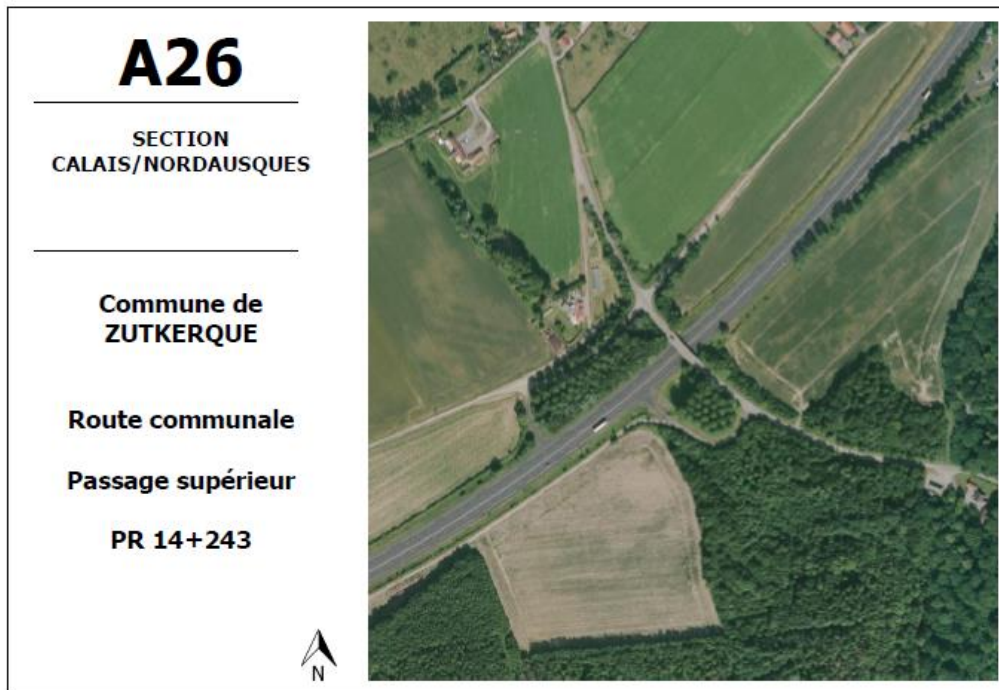 A26
SECTION
CALAIS/NORDAUSQUES
Commune de
ZUTKERQUE
Route communale
Passage supérieur
PR 14+243
N